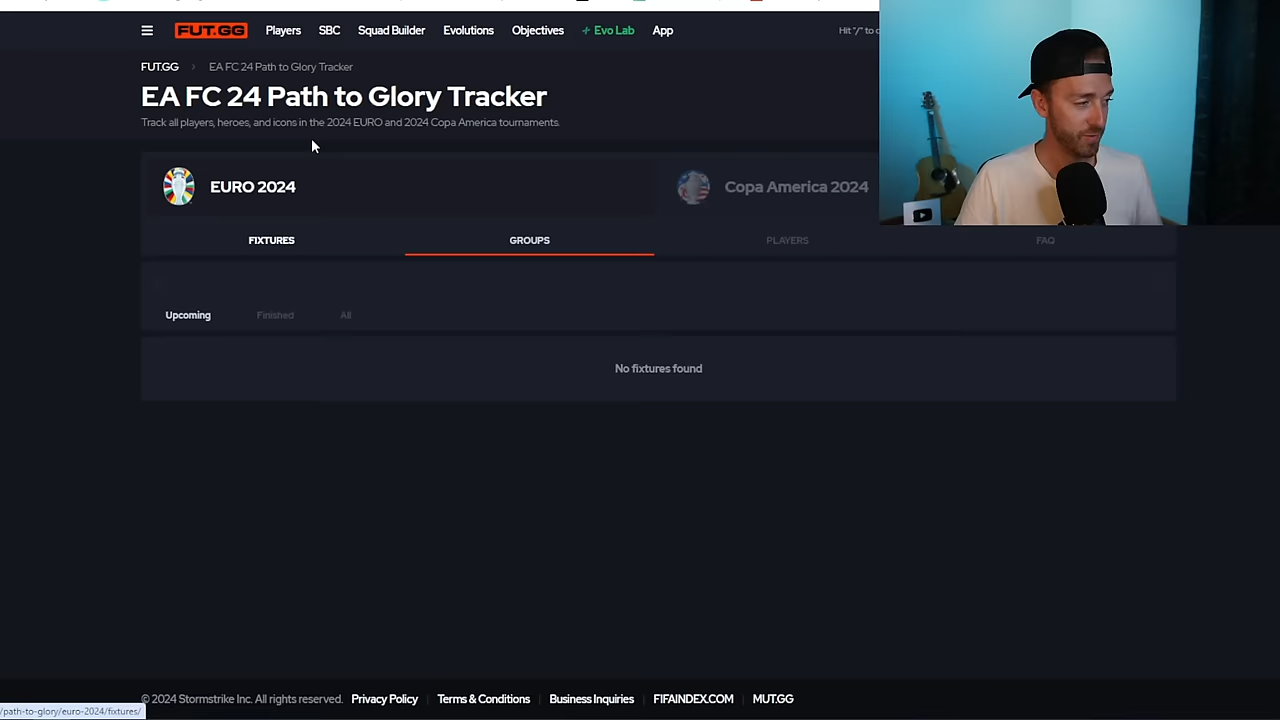 FUT.GG Players SBC Squad Builder Evolutions Objectives Evo Lab App Hit "/" to
FUT.GG EA FC 24 Path to Glory Tracker
EA FC 24 Path to Glory Tracker
Track all players, heroes, and icons in the 2024 EURO and 2024 Copa America tournaments.
EURO 2024 Copa America 2024
FIXTURES GROUPS PLAYERS FAQ
Upcoming Finished All
No fixtures found
© 2024 Stormstrike Inc. All rights reserved. Privacy Policy | Terms & Conditions | Business Inquiries | FIFAINDEX.COM | MUT.GG
/path-to-glory/euro-2024/fixtures/